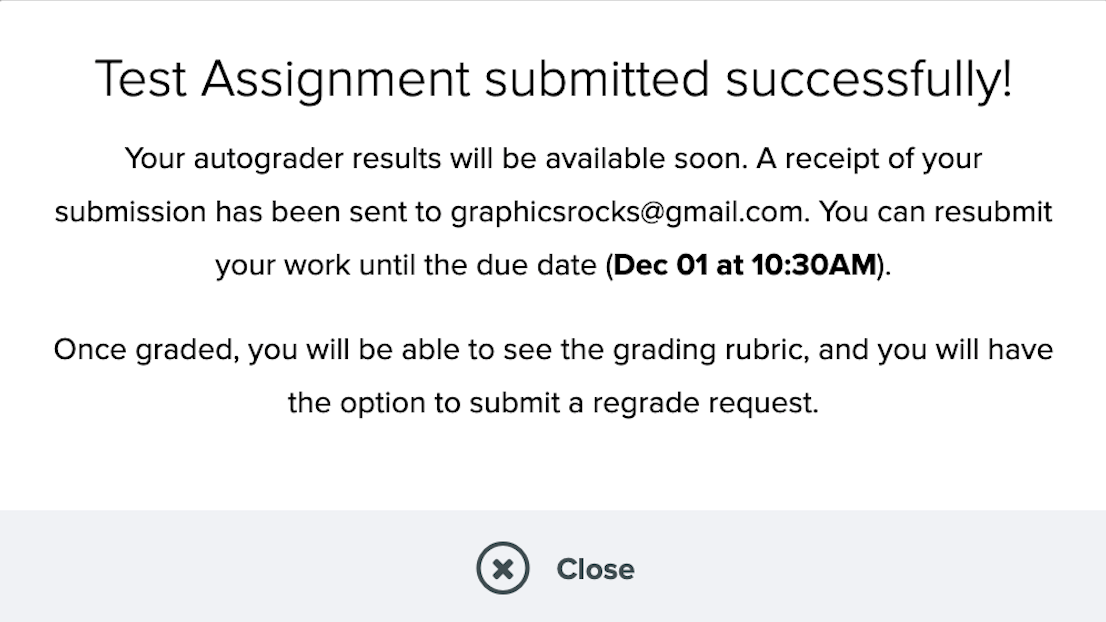 Test Assignment submitted successfully!
Your autograder results will be available soon. A receipt of your
submission has been sent to graphicsrocks@gmail.com. You can resubmit
your work until the due date (Dec 01 at 10:30AM).
Once graded, you will be able to see the grading rubric, and you will have
the option to submit a regrade request.
Close